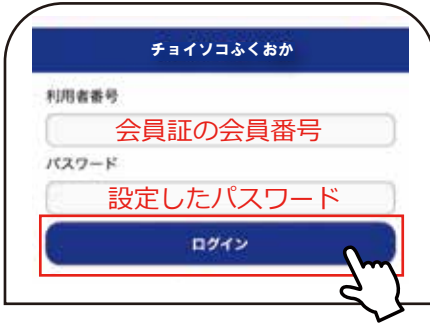 チョイソコふくおか
利用者番号
会員証の会員番号
パスワード
設定したパスワード
ログイン